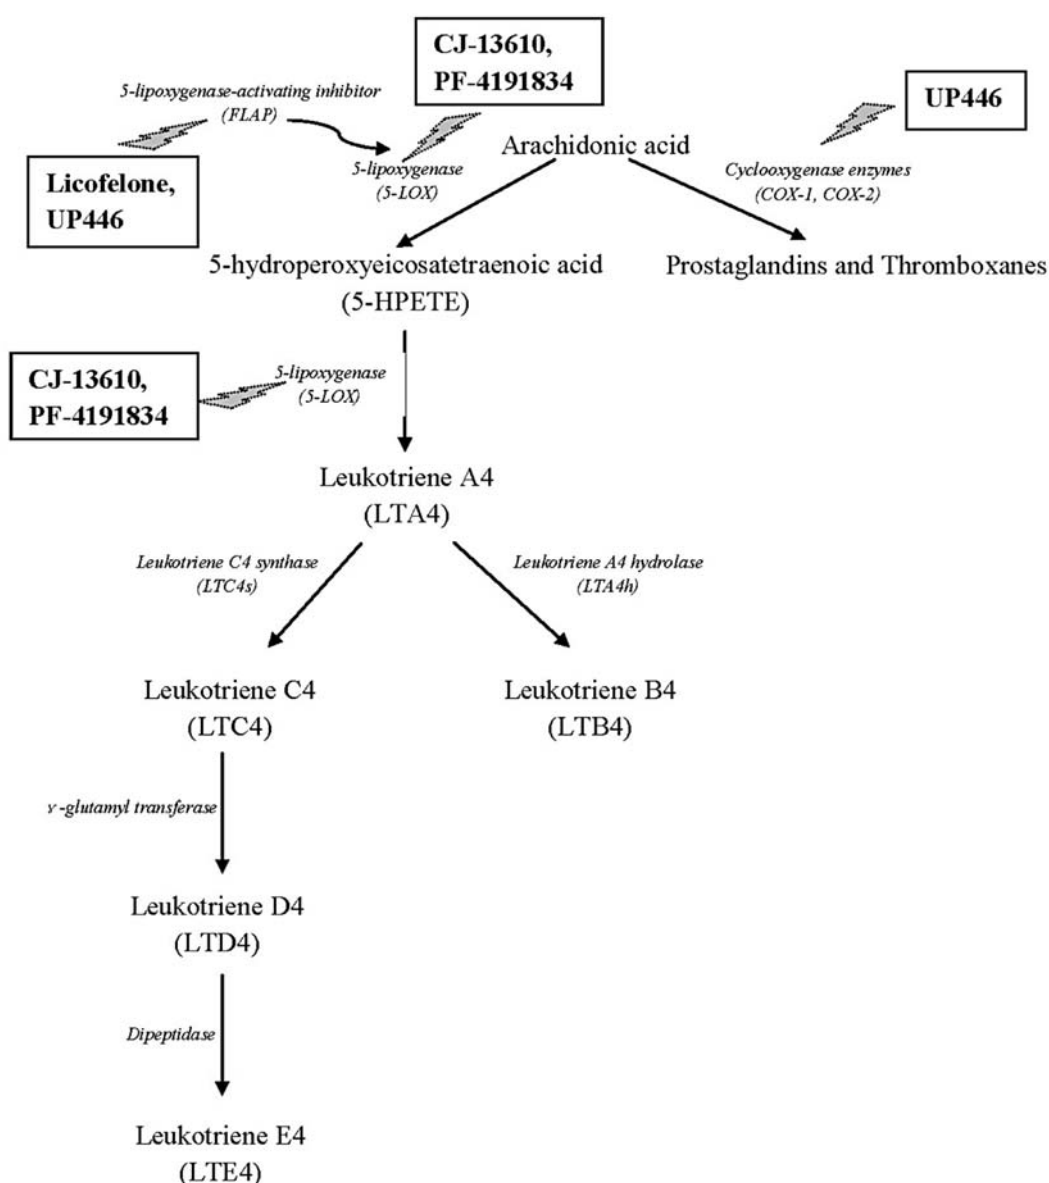 CJ-13610,
PF-4191834
5-lipoxygenase-activating inhibitor
(FLAP)
UP446
Licofelone,
UP446
5-lipoxygenase
(5-LOX)
Arachidonic acid
Cyclooxygenase enzymes
(COX-1, COX-2)
5-hydroperoxyeicosatetraenoic acid
(5-HPETE)
Prostaglandins and Thromboxanes
CJ-13610,
PF-4191834
5-lipoxygenase
(5-LOX)
Leukotriene A4
(LTA4)
Leukotriene C4 synthase
(LTC4s)
Leukotriene A4 hydrolase
(LTA4h)
Leukotriene C4
(LTC4)
Leukotriene B4
(LTB4)
γ-glutamyl transferase
Leukotriene D4
(LTD4)
Dipeptidase
Leukotriene E4
(LTE4)